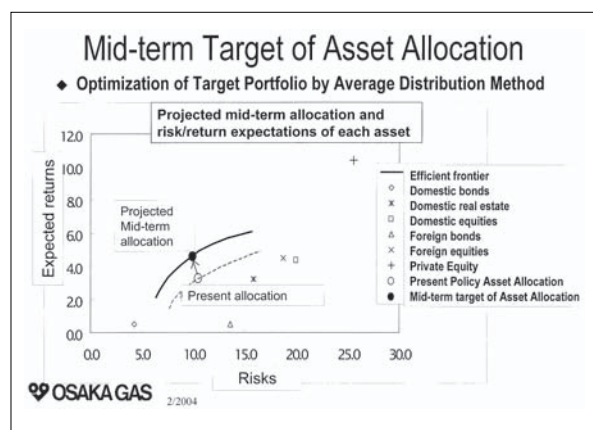 Mid-term Target of Asset Allocation
◆ Optimization of Target Portfolio by Average Distribution Method
Projected mid-term allocation and
risk/return expectations of each asset
Expected returns
12.0
10.0
8.0
6.0
4.0
2.0
0.0
Projected
Mid-term
allocation
Present allocation
0.0 5.0 10.0 15.0 20.0 25.0 30.0
Risks
Efficient frontier
Domestic bonds
Domestic real estate
Domestic equities
Foreign bonds
Foreign equities
Private Equity
Present Policy Asset Allocation
Mid-term target of Asset Allocation
OSAKA GAS
2/2004